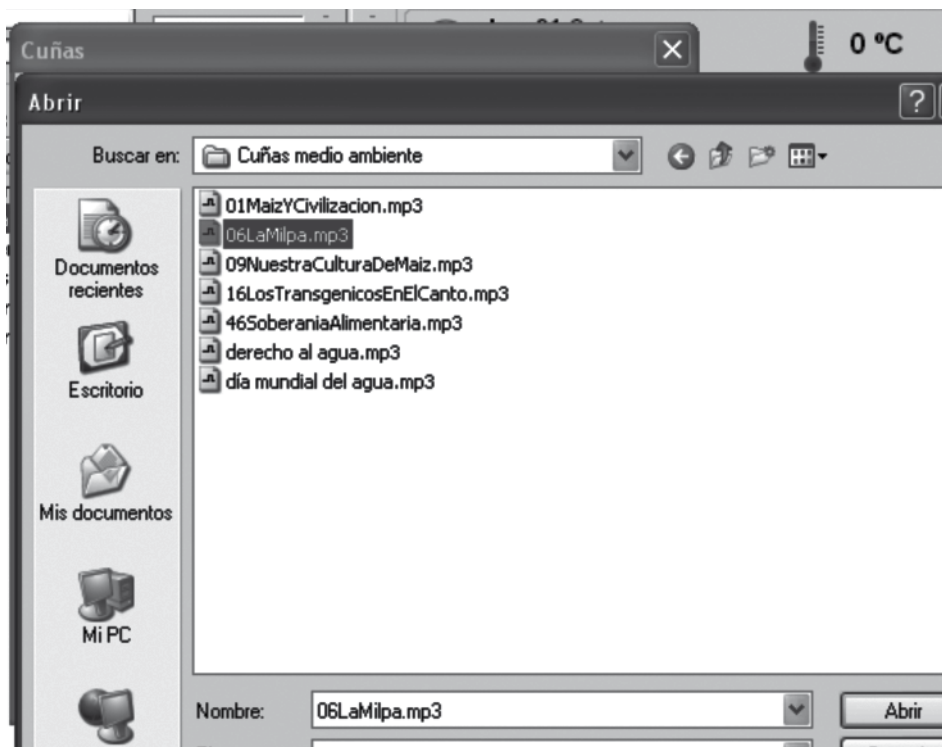 0 ºC
Cuñas
Abrir
?
Buscar en:
Cuñas medio ambiente
01MaizYCivilizacion.mp3
06LaMilpa.mp3
09NuestraCulturaDeMaiz.mp3
16LosTransgenicosEnElCanto.mp3
46SoberaniaAlimentaria.mp3
derecho al agua.mp3
día mundial del agua.mp3
Documentos
recientes
Escritorio
Mis documentos
Mi PC
Nombre:
06LaMilpa.mp3
Abrir